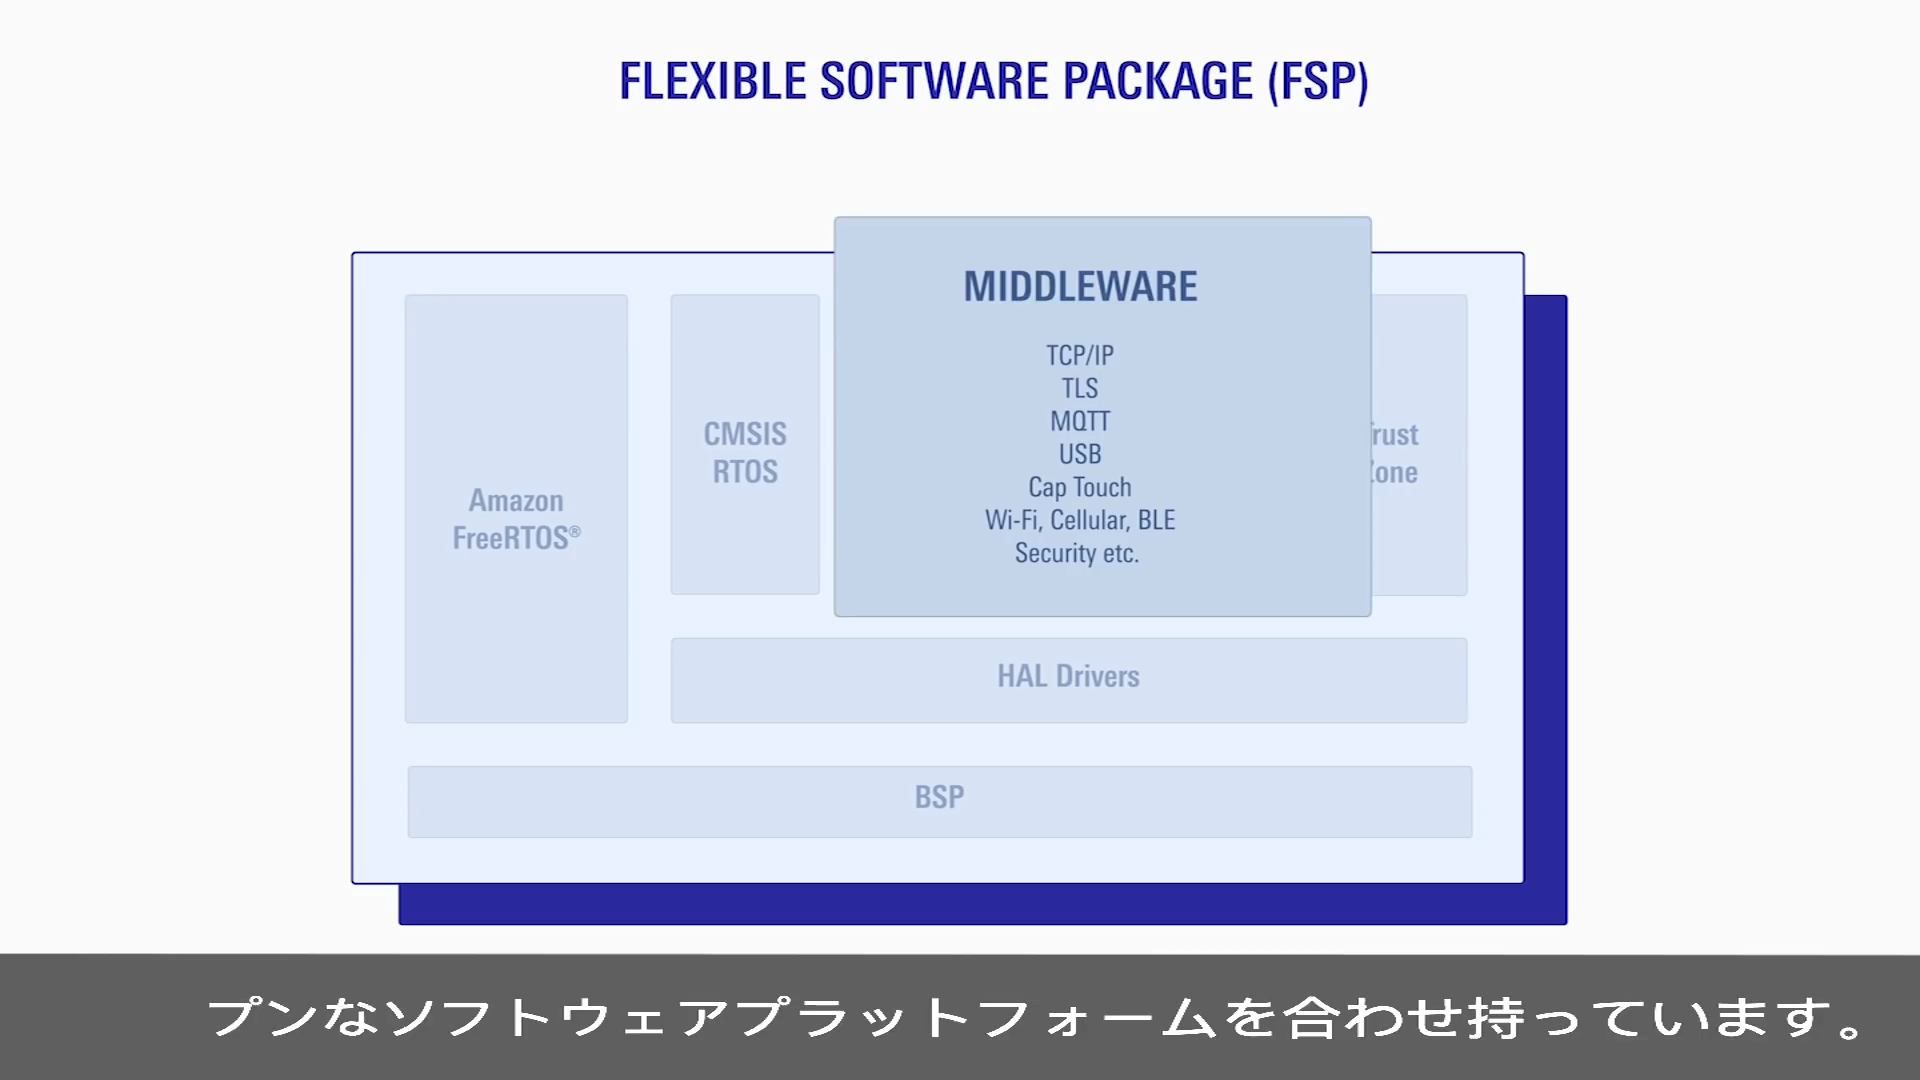 FLEXIBLE SOFTWARE PACKAGE (FSP)
MIDDLEWARE
TCP/IP
TLS
MQTT
USB
Cap Touch
Wi-Fi, Cellular, BLE
Security etc.
Amazon
FreeRTOS®
CMSIS
RTOS
rust
one
HAL Drivers
BSP
プンなソフトウェアプラットフォームを合わせ持っています。